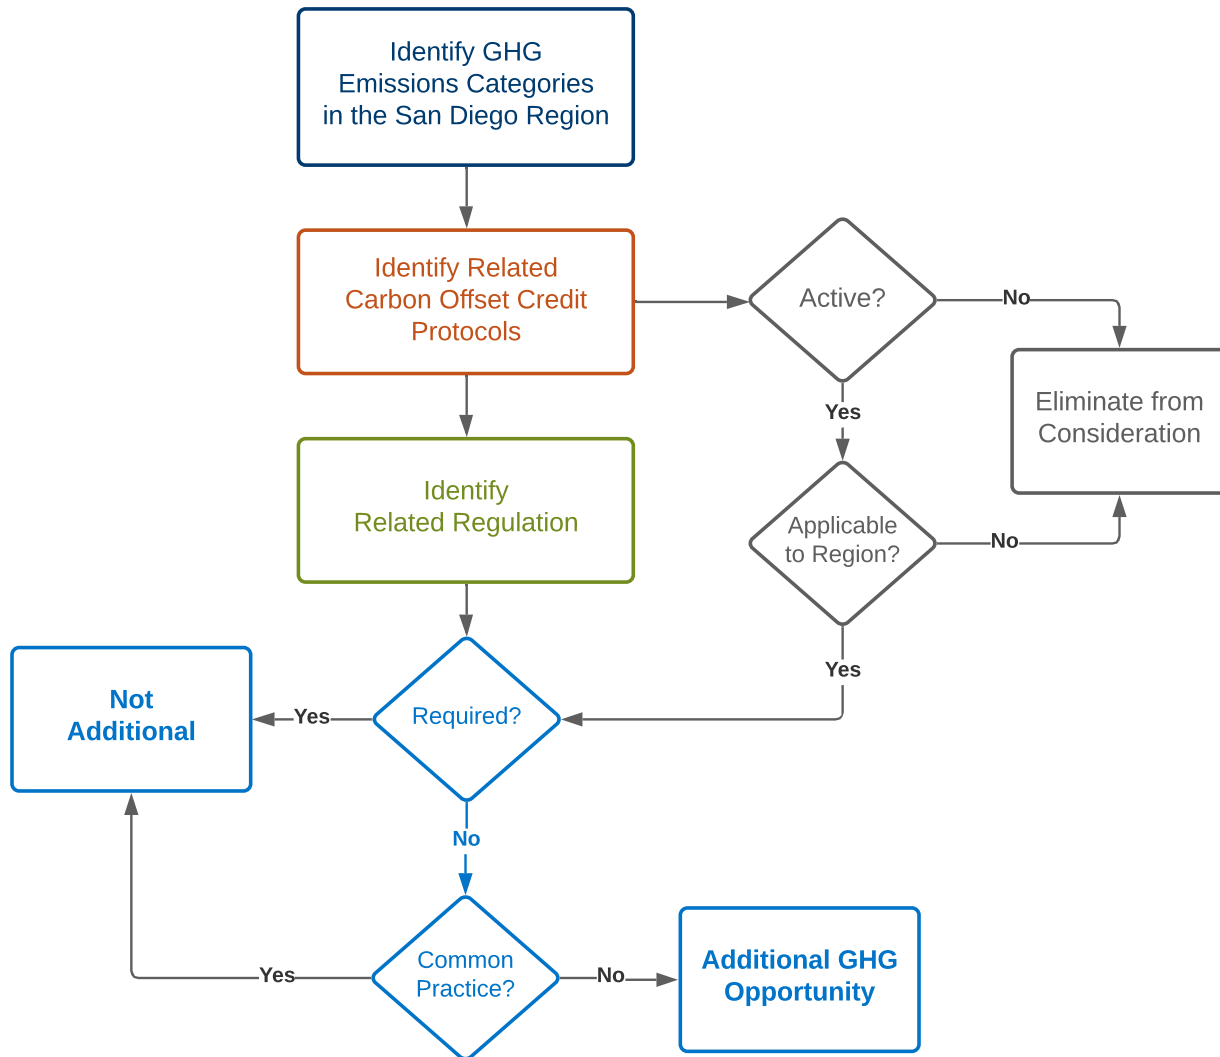 Identify GHG
Emissions Categories
in the San Diego Region
Identify Related
Carbon Offset Credit
Protocols
Active?
No
Eliminate from
Consideration
Yes
Identify
Related Regulation
Applicable
to Region?
No
Yes
Not
Additional
Yes
Required?
No
Common
Practice?
Yes
No
Additional GHG
Opportunity